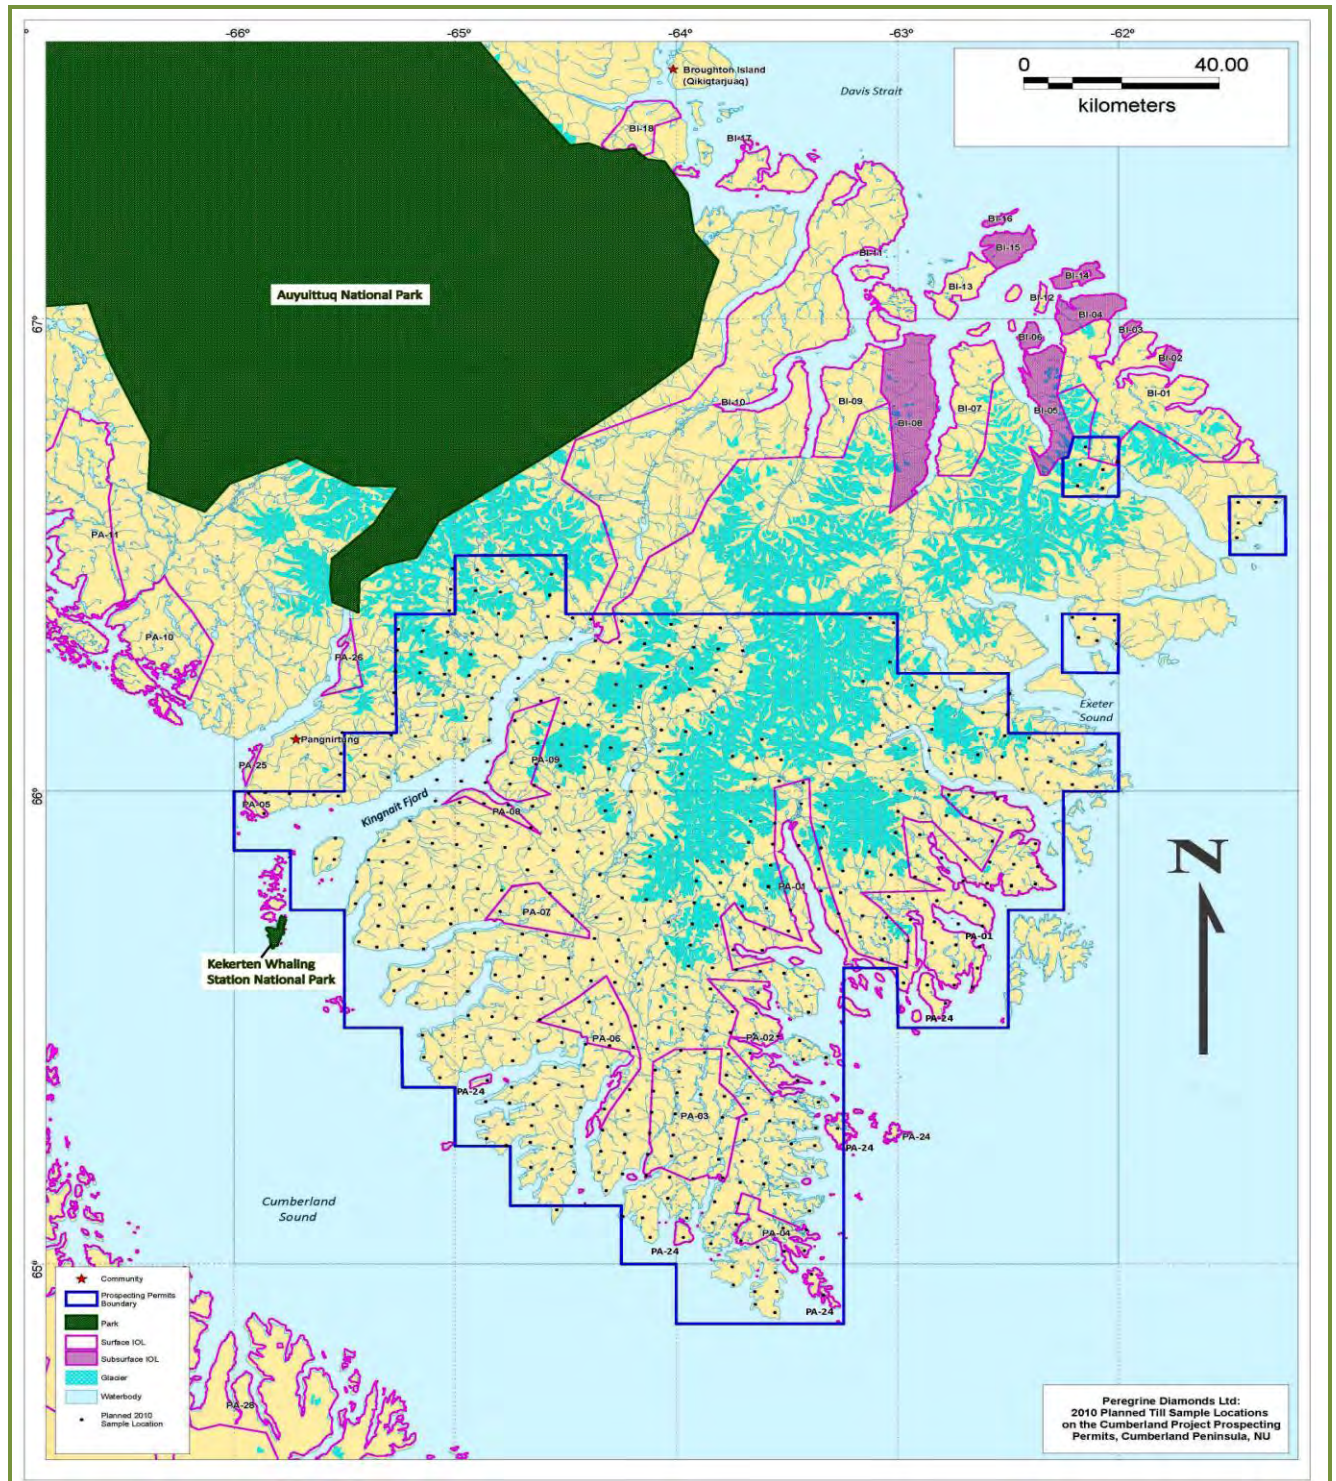 -66°
-65°
-64°
-63°
-62°
0
40.00
kilometers
Broughton Island
(Qikiqtarjuaq)
Davis Strait
BI-18
BI-17
BI-16
BI-15
BI-11
BI-14
BI-13
BI-12
Auyuittuq National Park
BI-04
67°
BI-03
BI-06
BI-02
BI-01
BI-10
BI-09
BI-07
BI-05
BI-08
PA-11
PA-10
PA-26
Exeter
Sound
Pangnirtung
PA-09
PA-25
66°
PA-05
Kingnait Fjord
PA-08
N
PA-01
PA-07
PA-01
Kekerten Whaling
Station National Park
PA-24
PA-06
PA-02
PA-24
PA-03
PA-24
PA-24
Cumberland
Sound
PA-04
PA-24
65°
PA-24
Community
Prospecting Permits
Boundary
Park
Surface IOL
Subsurface IOL
Glacier
Waterbody
Planned 2010
Sample Location
PA-28
Peregrine Diamonds Ltd:
2010 Planned Till Sample Locations
on the Cumberland Project Prospecting
Permits, Cumberland Peninsula, NU